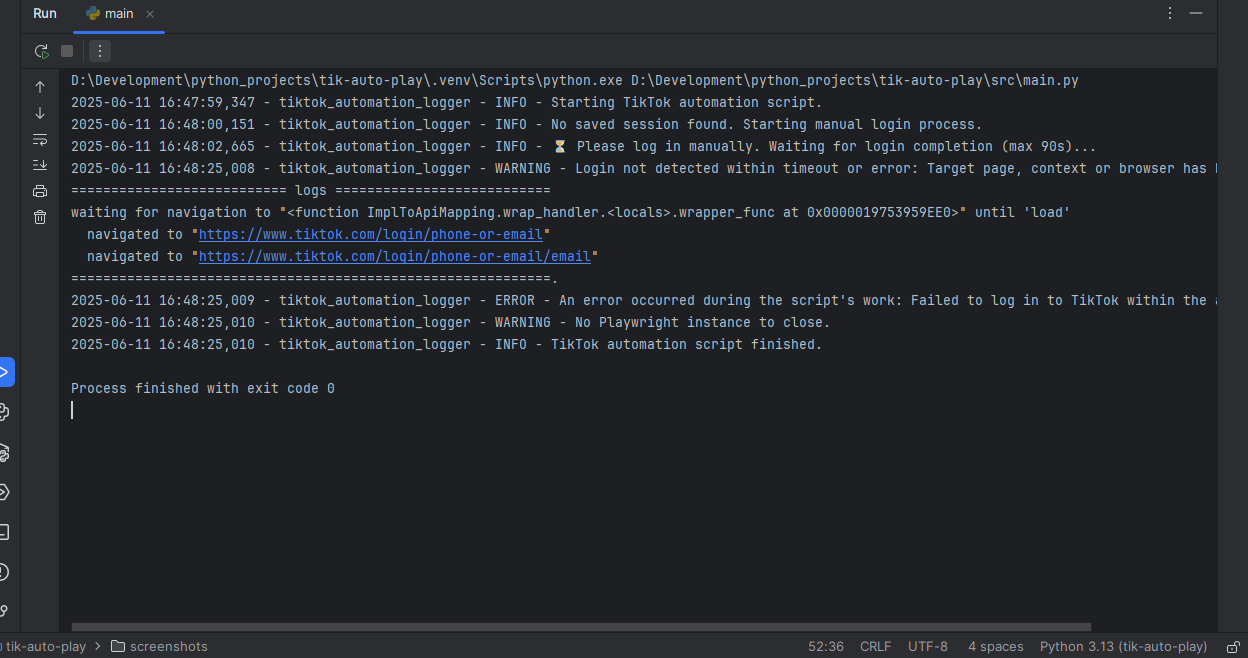 Run main
D:\Development\python_projects\tik-auto-play\.venv\Scripts\python.exe D:\Development\python_projects\tik-auto-play\src\main.py
2025-06-11 16:47:59,347 - tiktok_automation_logger - INFO - Starting TikTok automation script.
2025-06-11 16:48:00,151 - tiktok_automation_logger - INFO - No saved session found. Starting manual login process.
2025-06-11 16:48:02,665 - tiktok_automation_logger - INFO - ⏳ Please log in manually. Waiting for login completion (max 90s)...
2025-06-11 16:48:25,008 - tiktok_automation_logger - WARNING - Login not detected within timeout or error: Target page, context or browser has
=========================== logs ===========================
waiting for navigation to "<function ImplToApiMapping.wrap_handler.<locals>.wrapper_func at 0x0000019753959EE0>" until 'load'
navigated to "https://www.tiktok.com/login/phone-or-email"
navigated to "https://www.tiktok.com/login/phone-or-email/email"
============================================================.
2025-06-11 16:48:25,009 - tiktok_automation_logger - ERROR - An error occurred during the script's work: Failed to log in to TikTok within the
2025-06-11 16:48:25,010 - tiktok_automation_logger - WARNING - No Playwright instance to close.
2025-06-11 16:48:25,010 - tiktok_automation_logger - INFO - TikTok automation script finished.
Process finished with exit code 0
tik-auto-play > screenshots 52:36 CRLF UTF-8 4 spaces Python 3.13 (tik-auto-play)